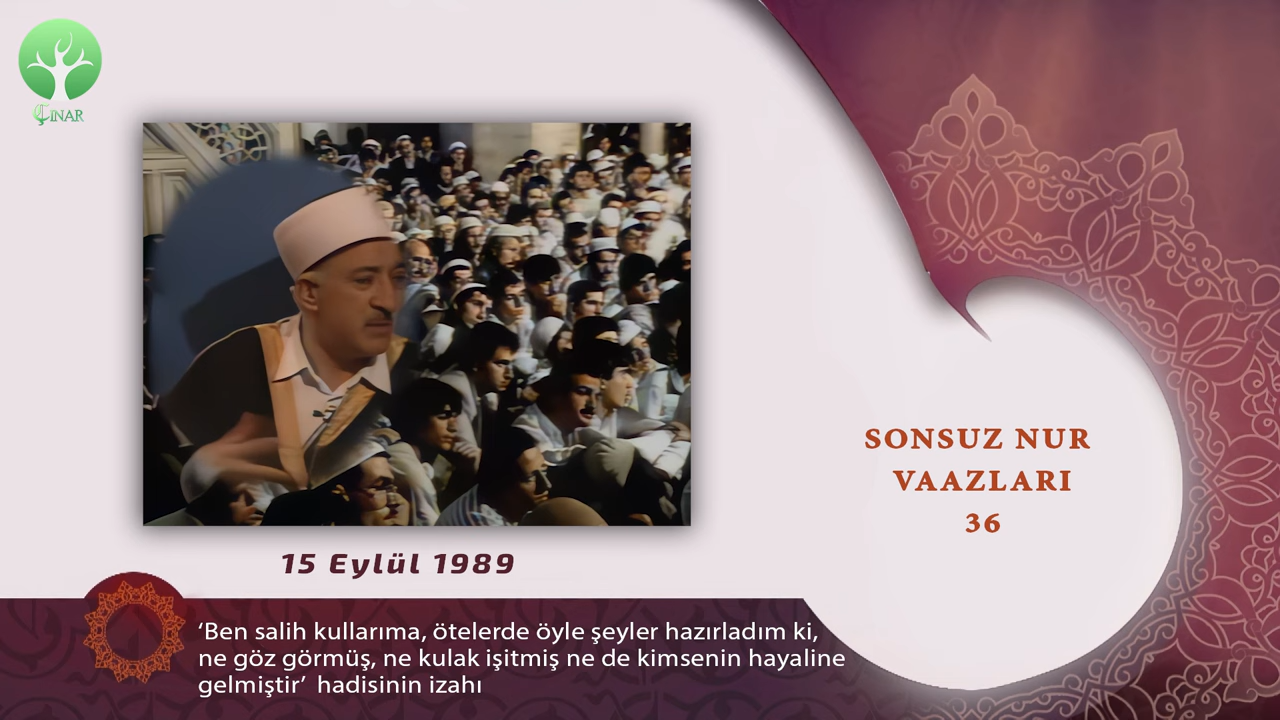 ÇINAR
SONSUZ NUR
VAAZLARI
36
15 Eylül 1989
‘Ben salih kullarıma, ötelerde öyle şeyler hazırladım ki,
ne göz görmüş, ne kulak işitmiş ne de kimsenin hayaline
gelmiştir’  hadisinin izahı